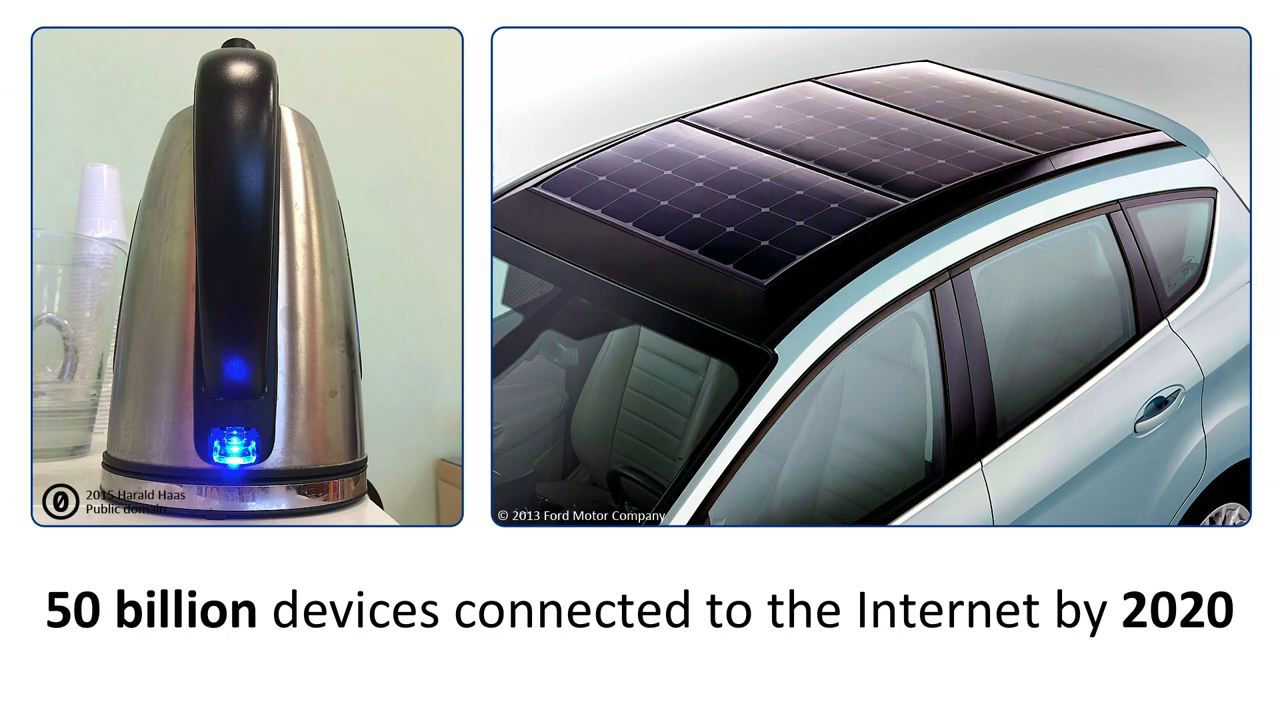 2015 Harald Haas
Public domain
© 2013 Ford Motor Company
50 billion devices connected to the Internet by 2020